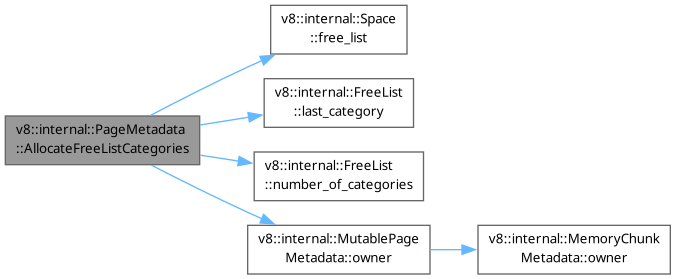 v8::internal::PageMetadata
::AllocateFreeListCategories
v8::internal::Space
::free_list
v8::internal::FreeList
::last_category
v8::internal::FreeList
::number_of_categories
v8::internal::MutablePage
Metadata::owner
v8::internal::MemoryChunk
Metadata::owner